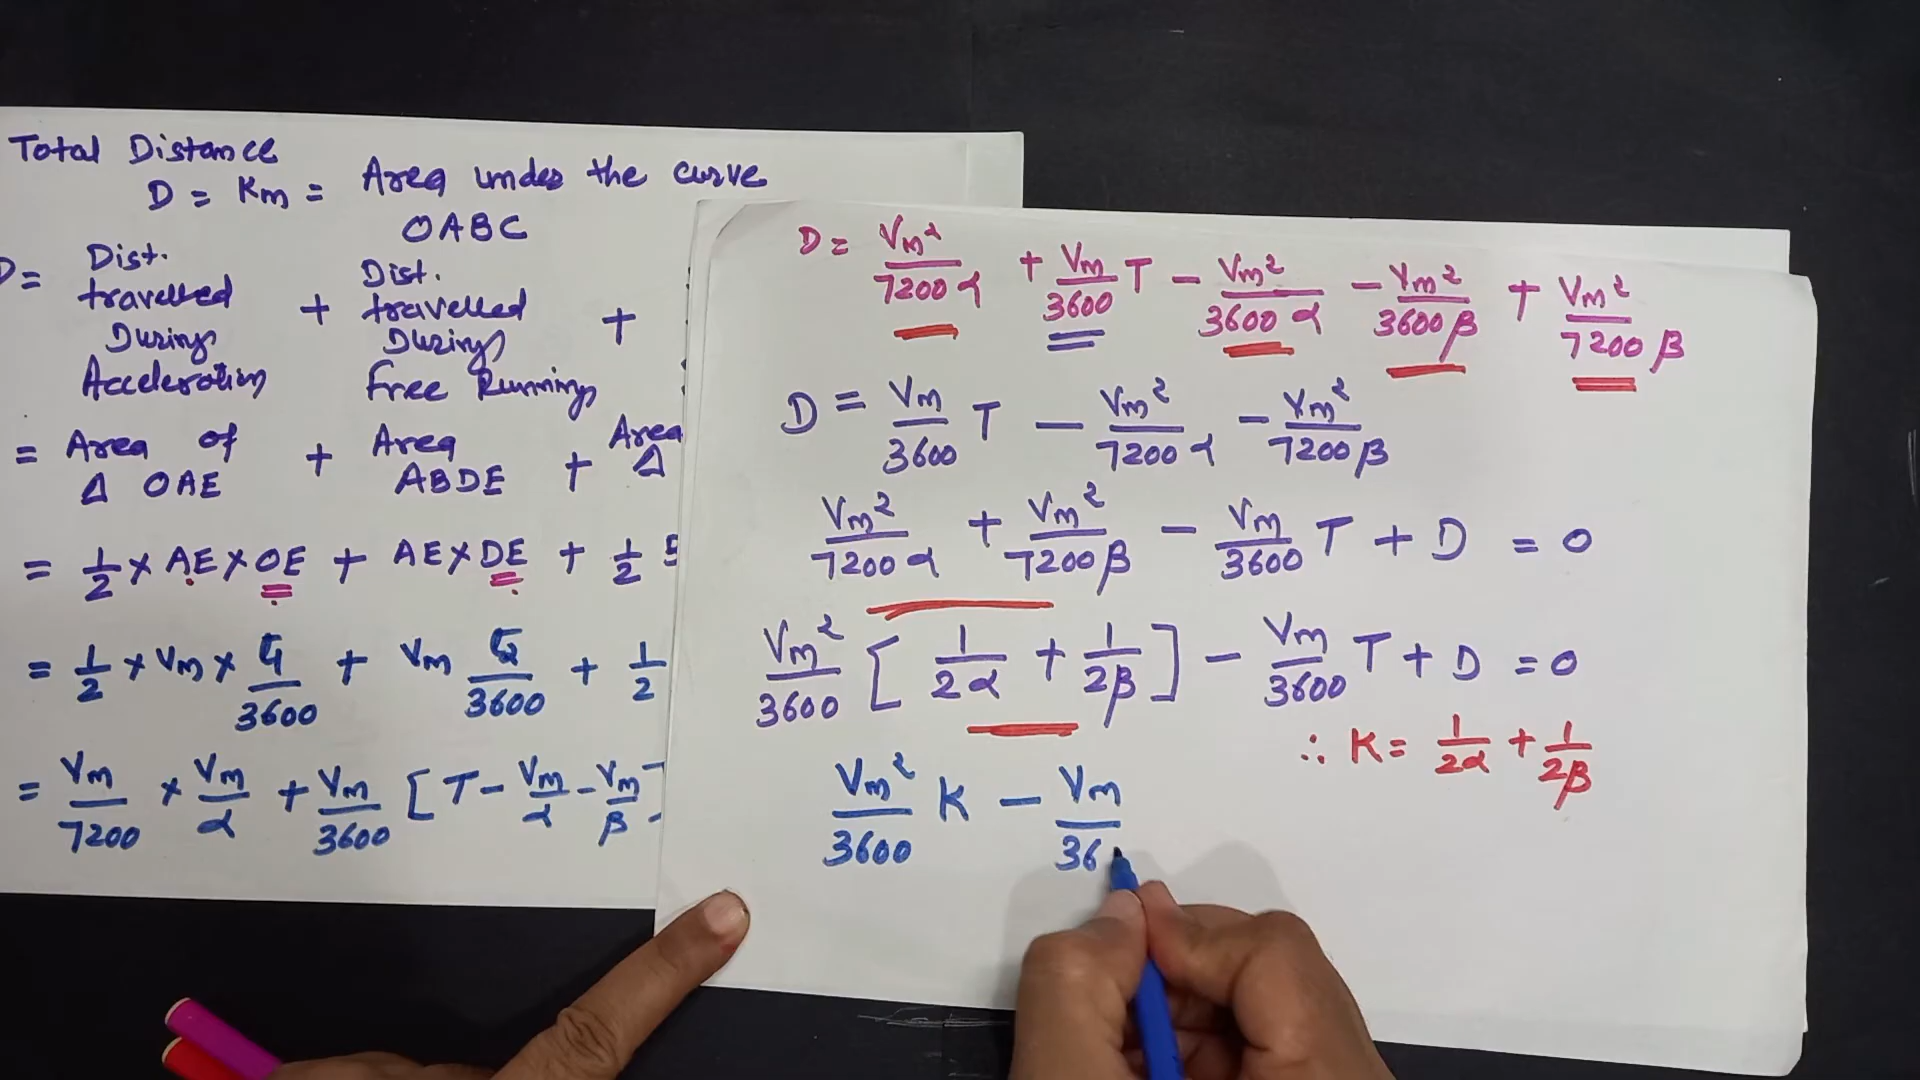 Total Distance
D = Km = Area under the curve
OABC
D = Dist. travelled During Acceleration + Dist. travelled During Free Running +
= Area of Δ OAE + Area ABDE + Area Δ
= 1/2 × AE × OE + AE × DE + 1/2
= 1/2 × Vm × t1/3600 + Vm t2/3600 + 1/2
= Vm/7200 × Vm/α + Vm/3600 [T - Vm/α - Vm/β
D = Vm²/7200α + Vm/3600 T - Vm²/3600α - Vm²/3600β + Vm²/7200β
D = Vm/3600 T - Vm²/7200α - Vm²/7200β
Vm²/7200α + Vm²/7200β - Vm/3600 T + D = 0
Vm²/3600 [1/2α + 1/2β] - Vm/3600 T + D = 0
∴ K = 1/2α + 1/2β
Vm²/3600 K - Vm/36